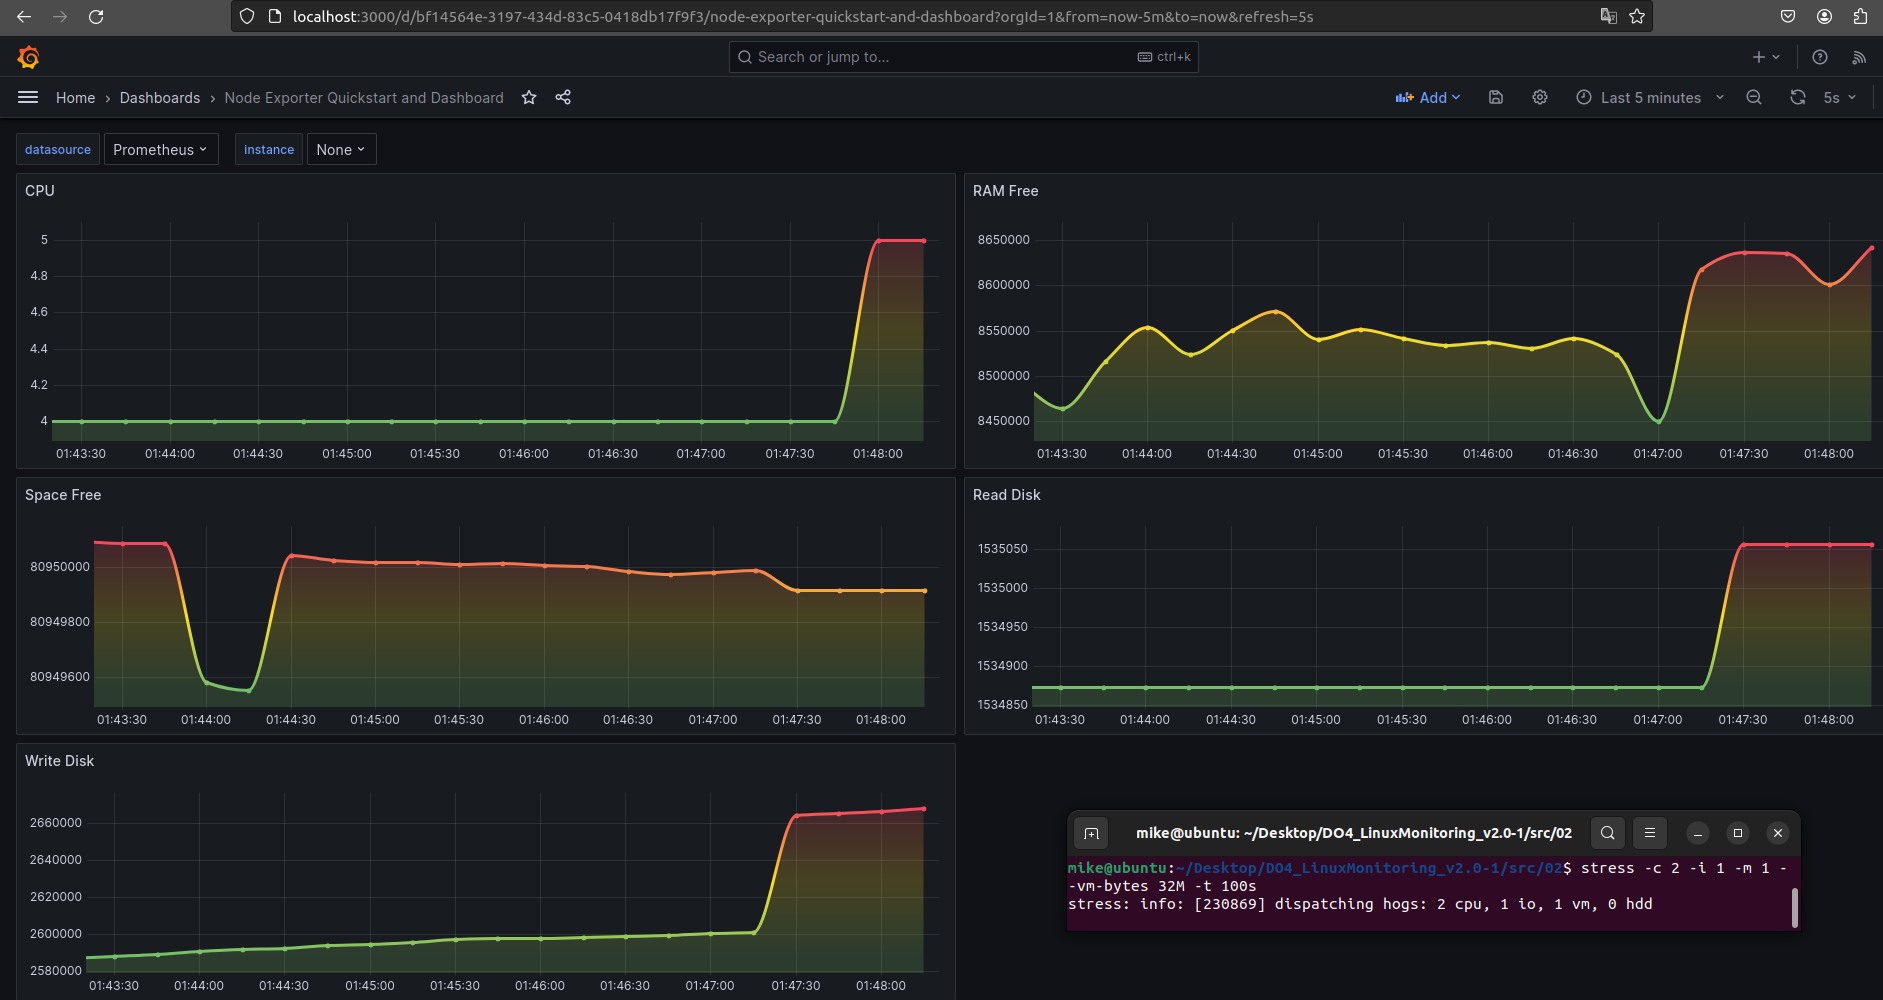 localhost:3000/d/bf14564e-3197-434d-83c5-0418db17f9f3/node-exporter-quickstart-and-dashboard?orgId=1&from=now-5m&to=now&refresh=5s
Search or jump to... ctrl+k
Home › Dashboards › Node Exporter Quickstart and Dashboard Add Last 5 minutes 5s
datasource Prometheus instance None
CPU
5
4.8
4.6
4.4
4.2
4
01:43:30 01:44:00 01:44:30 01:45:00 01:45:30 01:46:00 01:46:30 01:47:00 01:47:30 01:48:00
RAM Free
8650000
8600000
8550000
8500000
8450000
01:43:30 01:44:00 01:44:30 01:45:00 01:45:30 01:46:00 01:46:30 01:47:00 01:47:30 01:48:00
Space Free
80950000
80949800
80949600
01:43:30 01:44:00 01:44:30 01:45:00 01:45:30 01:46:00 01:46:30 01:47:00 01:47:30 01:48:00
Read Disk
1535050
1535000
1534950
1534900
1534850
01:43:30 01:44:00 01:44:30 01:45:00 01:45:30 01:46:00 01:46:30 01:47:00 01:47:30 01:48:00
Write Disk
2660000
2640000
2620000
2600000
2580000
01:43:30 01:44:00 01:44:30 01:45:00 01:45:30 01:46:00 01:46:30 01:47:00 01:47:30 01:48:00
mike@ubuntu: ~/Desktop/DO4_LinuxMonitoring_v2.0-1/src/02
mike@ubuntu:~/Desktop/DO4_LinuxMonitoring_v2.0-1/src/02$ stress -c 2 -i 1 -m 1 -
-vm-bytes 32M -t 100s
stress: info: [230869] dispatching hogs: 2 cpu, 1 io, 1 vm, 0 hdd